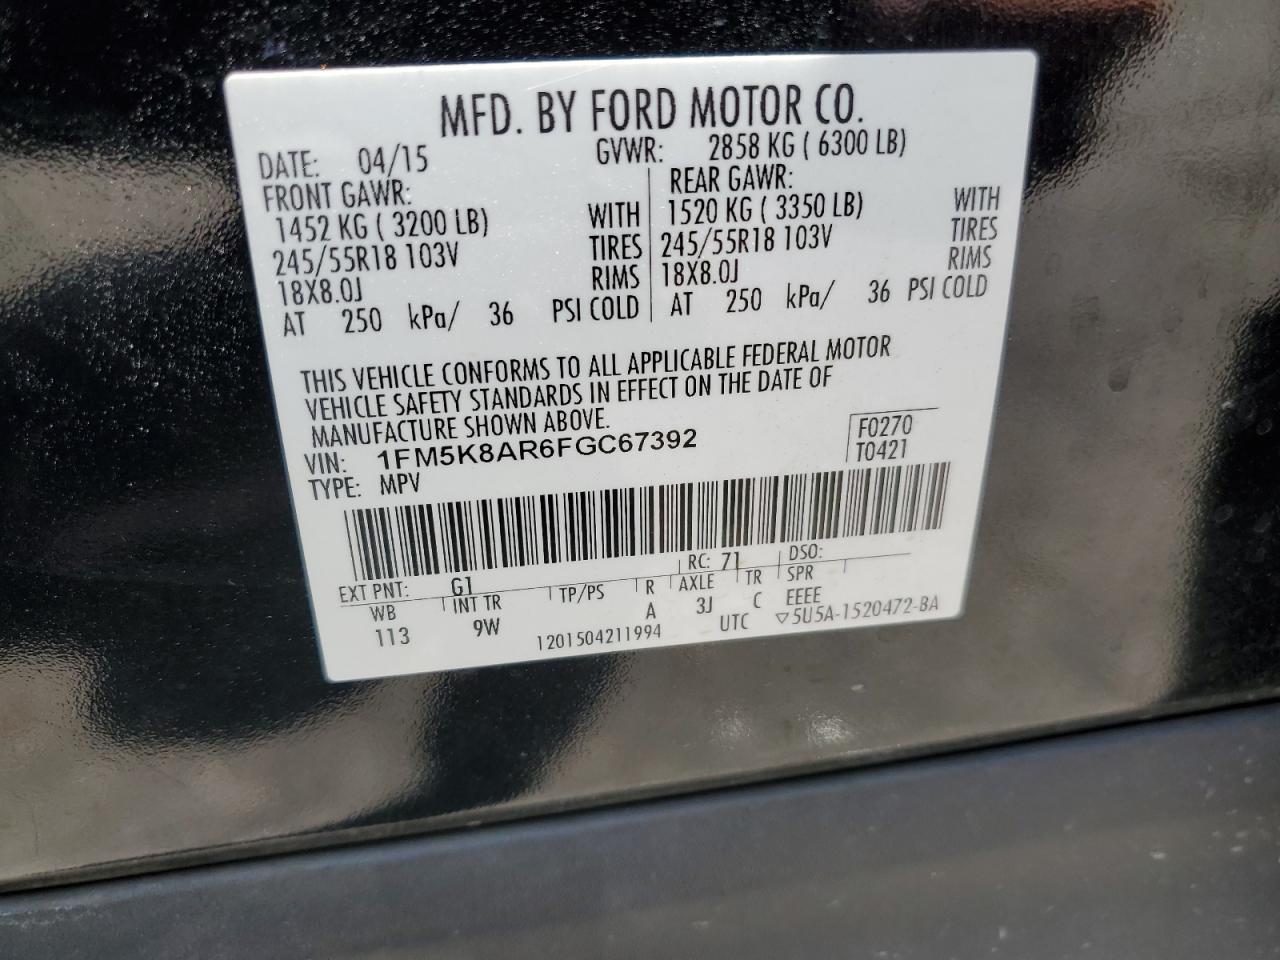 MFD. BY FORD MOTOR CO.
DATE: 04/15 GVWR: 2858 KG ( 6300 LB)
FRONT GAWR: REAR GAWR:
1452 KG ( 3200 LB) WITH 1520 KG ( 3350 LB) WITH
245/55R18 103V TIRES 245/55R18 103V TIRES
18X8.0J RIMS 18X8.0J RIMS
AT 250 kPa/ 36 PSI COLD AT 250 kPa/ 36 PSI COLD
THIS VEHICLE CONFORMS TO ALL APPLICABLE FEDERAL MOTOR
VEHICLE SAFETY STANDARDS IN EFFECT ON THE DATE OF
MANUFACTURE SHOWN ABOVE.
VIN: 1FM5K8AR6FGC67392 F0270
TYPE: MPV T0421
EXT PNT: G1 RC: 71 DSO:
WB INT TR TP/PS R AXLE TR SPR
113 9W A 3J C EEEE
1201504211994 UTC ▽5U5A-1520472-BA